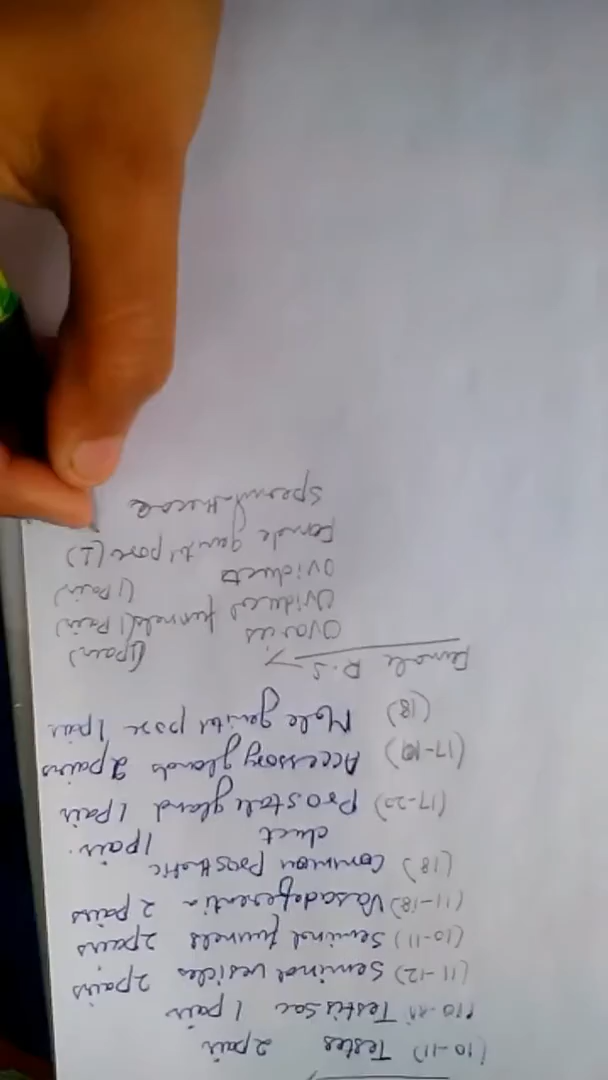 (10-11) Testes 2 pair
(10-11) Testis sac 1 pair
(11-12) Seminal vesicles 2 pairs
(10-11) Seminal funnels 2 pairs
(11-18) Vasadeferentia 2 pairs
(18) Common prosthetic
duct 1 pair.
(17-20) Prostate gland 1 Pair
(17-19) Accessory glands 2 pairs
(18) Male genital pore 1 pair
Female R.S →
Ovaries (1 pair)
Oviducal funnels (1 Pair)
Oviducts (1 Pair)
Female genital pore (1)
Spermathecae